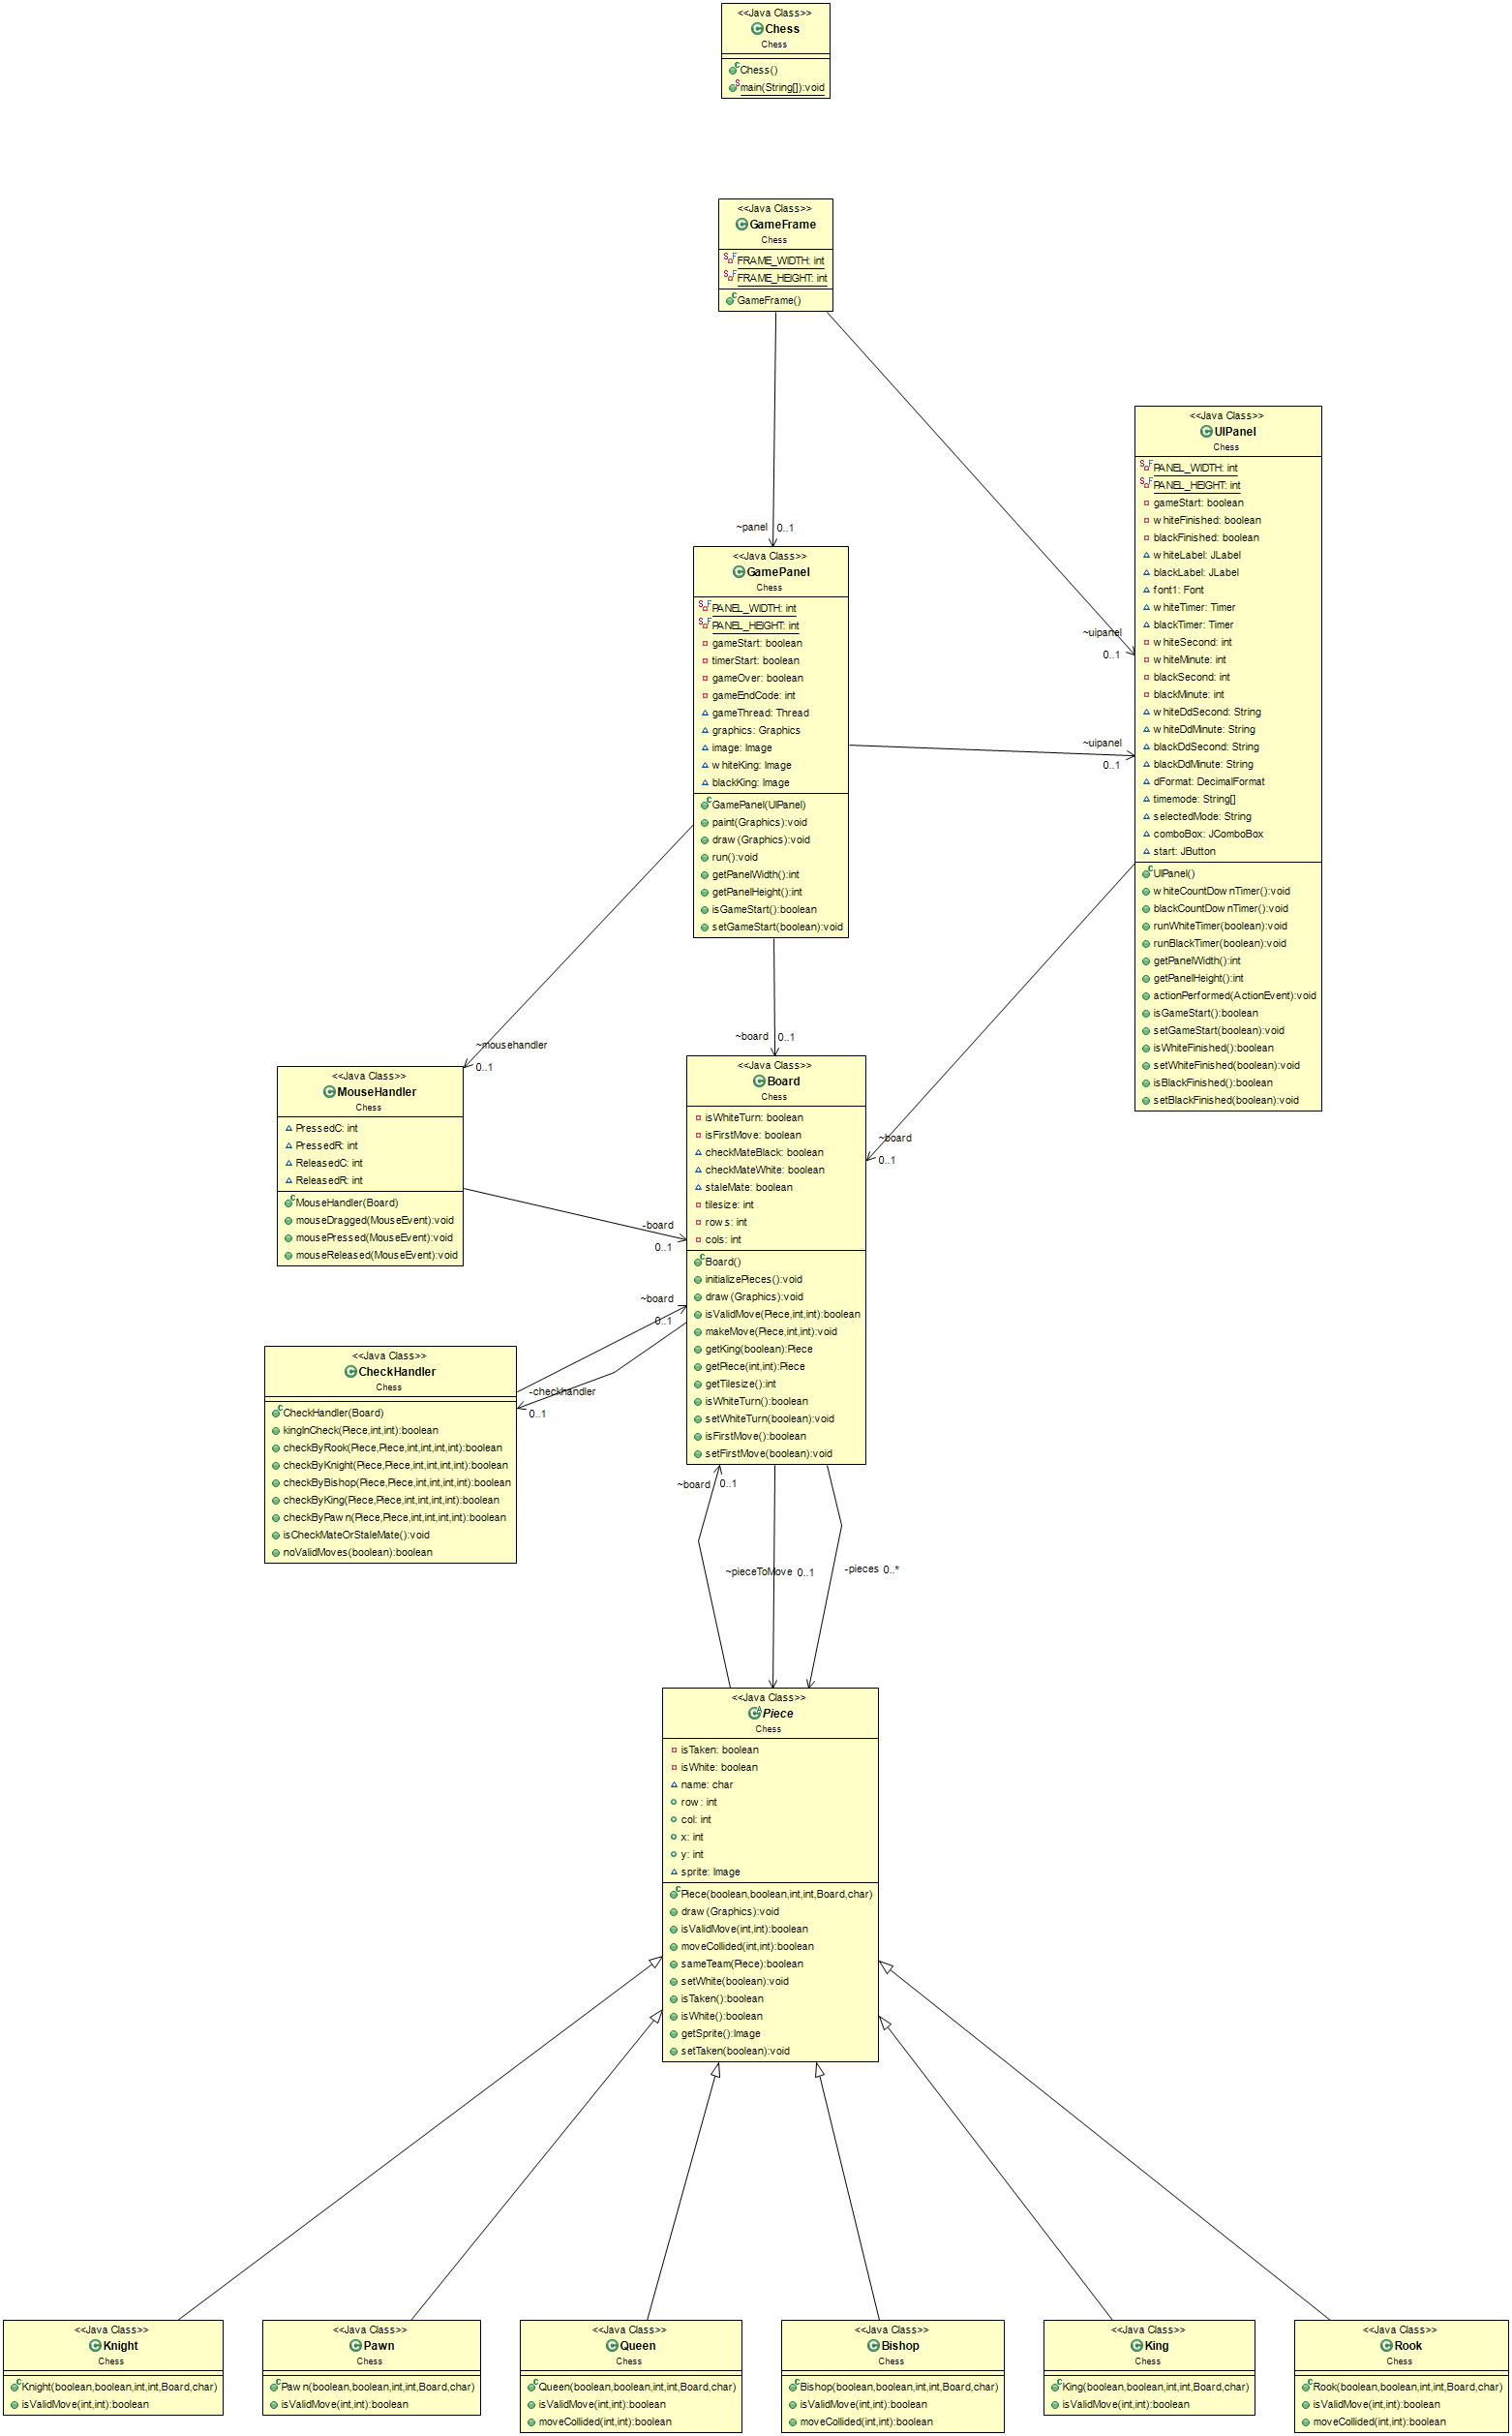 <<Java Class>>
Chess
Chess
Chess()
main(String[]):void
<<Java Class>>
GameFrame
Chess
FRAME_WIDTH: int
FRAME_HEIGHT: int
GameFrame()
~panel 0..1
~uipanel
0..1
<<Java Class>>
UIPanel
Chess
PANEL_WIDTH: int
PANEL_HEIGHT: int
gameStart: boolean
whiteFinished: boolean
blackFinished: boolean
whiteLabel: JLabel
blackLabel: JLabel
font1: Font
whiteTimer: Timer
blackTimer: Timer
whiteSecond: int
whiteMinute: int
blackSecond: int
blackMinute: int
whiteDdSecond: String
whiteDdMinute: String
blackDdSecond: String
blackDdMinute: String
dFormat: DecimalFormat
timemode: String[]
selectedMode: String
comboBox: JComboBox
start: JButton
UIPanel()
whiteCountDownTimer():void
blackCountDownTimer():void
runWhiteTimer(boolean):void
runBlackTimer(boolean):void
getPanelWidth():int
getPanelHeight():int
actionPerformed(ActionEvent):void
isGameStart():boolean
setGameStart(boolean):void
isWhiteFinished():boolean
setWhiteFinished(boolean):void
isBlackFinished():boolean
setBlackFinished(boolean):void
<<Java Class>>
GamePanel
Chess
PANEL_WIDTH: int
PANEL_HEIGHT: int
gameStart: boolean
timerStart: boolean
gameOver: boolean
gameEndCode: int
gameThread: Thread
graphics: Graphics
image: Image
whiteKing: Image
blackKing: Image
GamePanel(UIPanel)
paint(Graphics):void
draw(Graphics):void
run():void
getPanelWidth():int
getPanelHeight():int
isGameStart():boolean
setGameStart(boolean):void
~uipanel
0..1
~mousehandler
0..1
~board 0..1
~board
0..1
<<Java Class>>
MouseHandler
Chess
PressedC: int
PressedR: int
ReleasedC: int
ReleasedR: int
MouseHandler(Board)
mouseDragged(MouseEvent):void
mousePressed(MouseEvent):void
mouseReleased(MouseEvent):void
-board
0..1
<<Java Class>>
Board
Chess
isWhiteTurn: boolean
isFirstMove: boolean
checkMateBlack: boolean
checkMateWhite: boolean
staleMate: boolean
tilesize: int
rows: int
cols: int
Board()
initializePieces():void
draw(Graphics):void
isValidMove(Piece,int,int):boolean
makeMove(Piece,int,int):void
getKing(boolean):Piece
getPiece(int,int):Piece
getTilesize():int
isWhiteTurn():boolean
setWhiteTurn(boolean):void
isFirstMove():boolean
setFirstMove(boolean):void
~board
0..1
-checkhandler
0..1
<<Java Class>>
CheckHandler
Chess
CheckHandler(Board)
kingInCheck(Piece,int,int):boolean
checkByRook(Piece,Piece,int,int,int,int):boolean
checkByKnight(Piece,Piece,int,int,int,int):boolean
checkByBishop(Piece,Piece,int,int,int,int):boolean
checkByKing(Piece,Piece,int,int,int,int):boolean
checkByPawn(Piece,Piece,int,int,int,int):boolean
isCheckMateOrStaleMate():void
noValidMoves(boolean):boolean
~board 0..1
~pieceToMove 0..1
-pieces 0..*
<<Java Class>>
Piece
Chess
isTaken: boolean
isWhite: boolean
name: char
row: int
col: int
x: int
y: int
sprite: Image
Piece(boolean,boolean,int,int,Board,char)
draw(Graphics):void
isValidMove(int,int):boolean
moveCollided(int,int):boolean
sameTeam(Piece):boolean
setWhite(boolean):void
isTaken():boolean
isWhite():boolean
getSprite():Image
setTaken(boolean):void
<<Java Class>>
Knight
Chess
Knight(boolean,boolean,int,int,Board,char)
isValidMove(int,int):boolean
<<Java Class>>
Pawn
Chess
Pawn(boolean,boolean,int,int,Board,char)
isValidMove(int,int):boolean
<<Java Class>>
Queen
Chess
Queen(boolean,boolean,int,int,Board,char)
isValidMove(int,int):boolean
moveCollided(int,int):boolean
<<Java Class>>
Bishop
Chess
Bishop(boolean,boolean,int,int,Board,char)
isValidMove(int,int):boolean
moveCollided(int,int):boolean
<<Java Class>>
King
Chess
King(boolean,boolean,int,int,Board,char)
isValidMove(int,int):boolean
<<Java Class>>
Rook
Chess
Rook(boolean,boolean,int,int,Board,char)
isValidMove(int,int):boolean
moveCollided(int,int):boolean